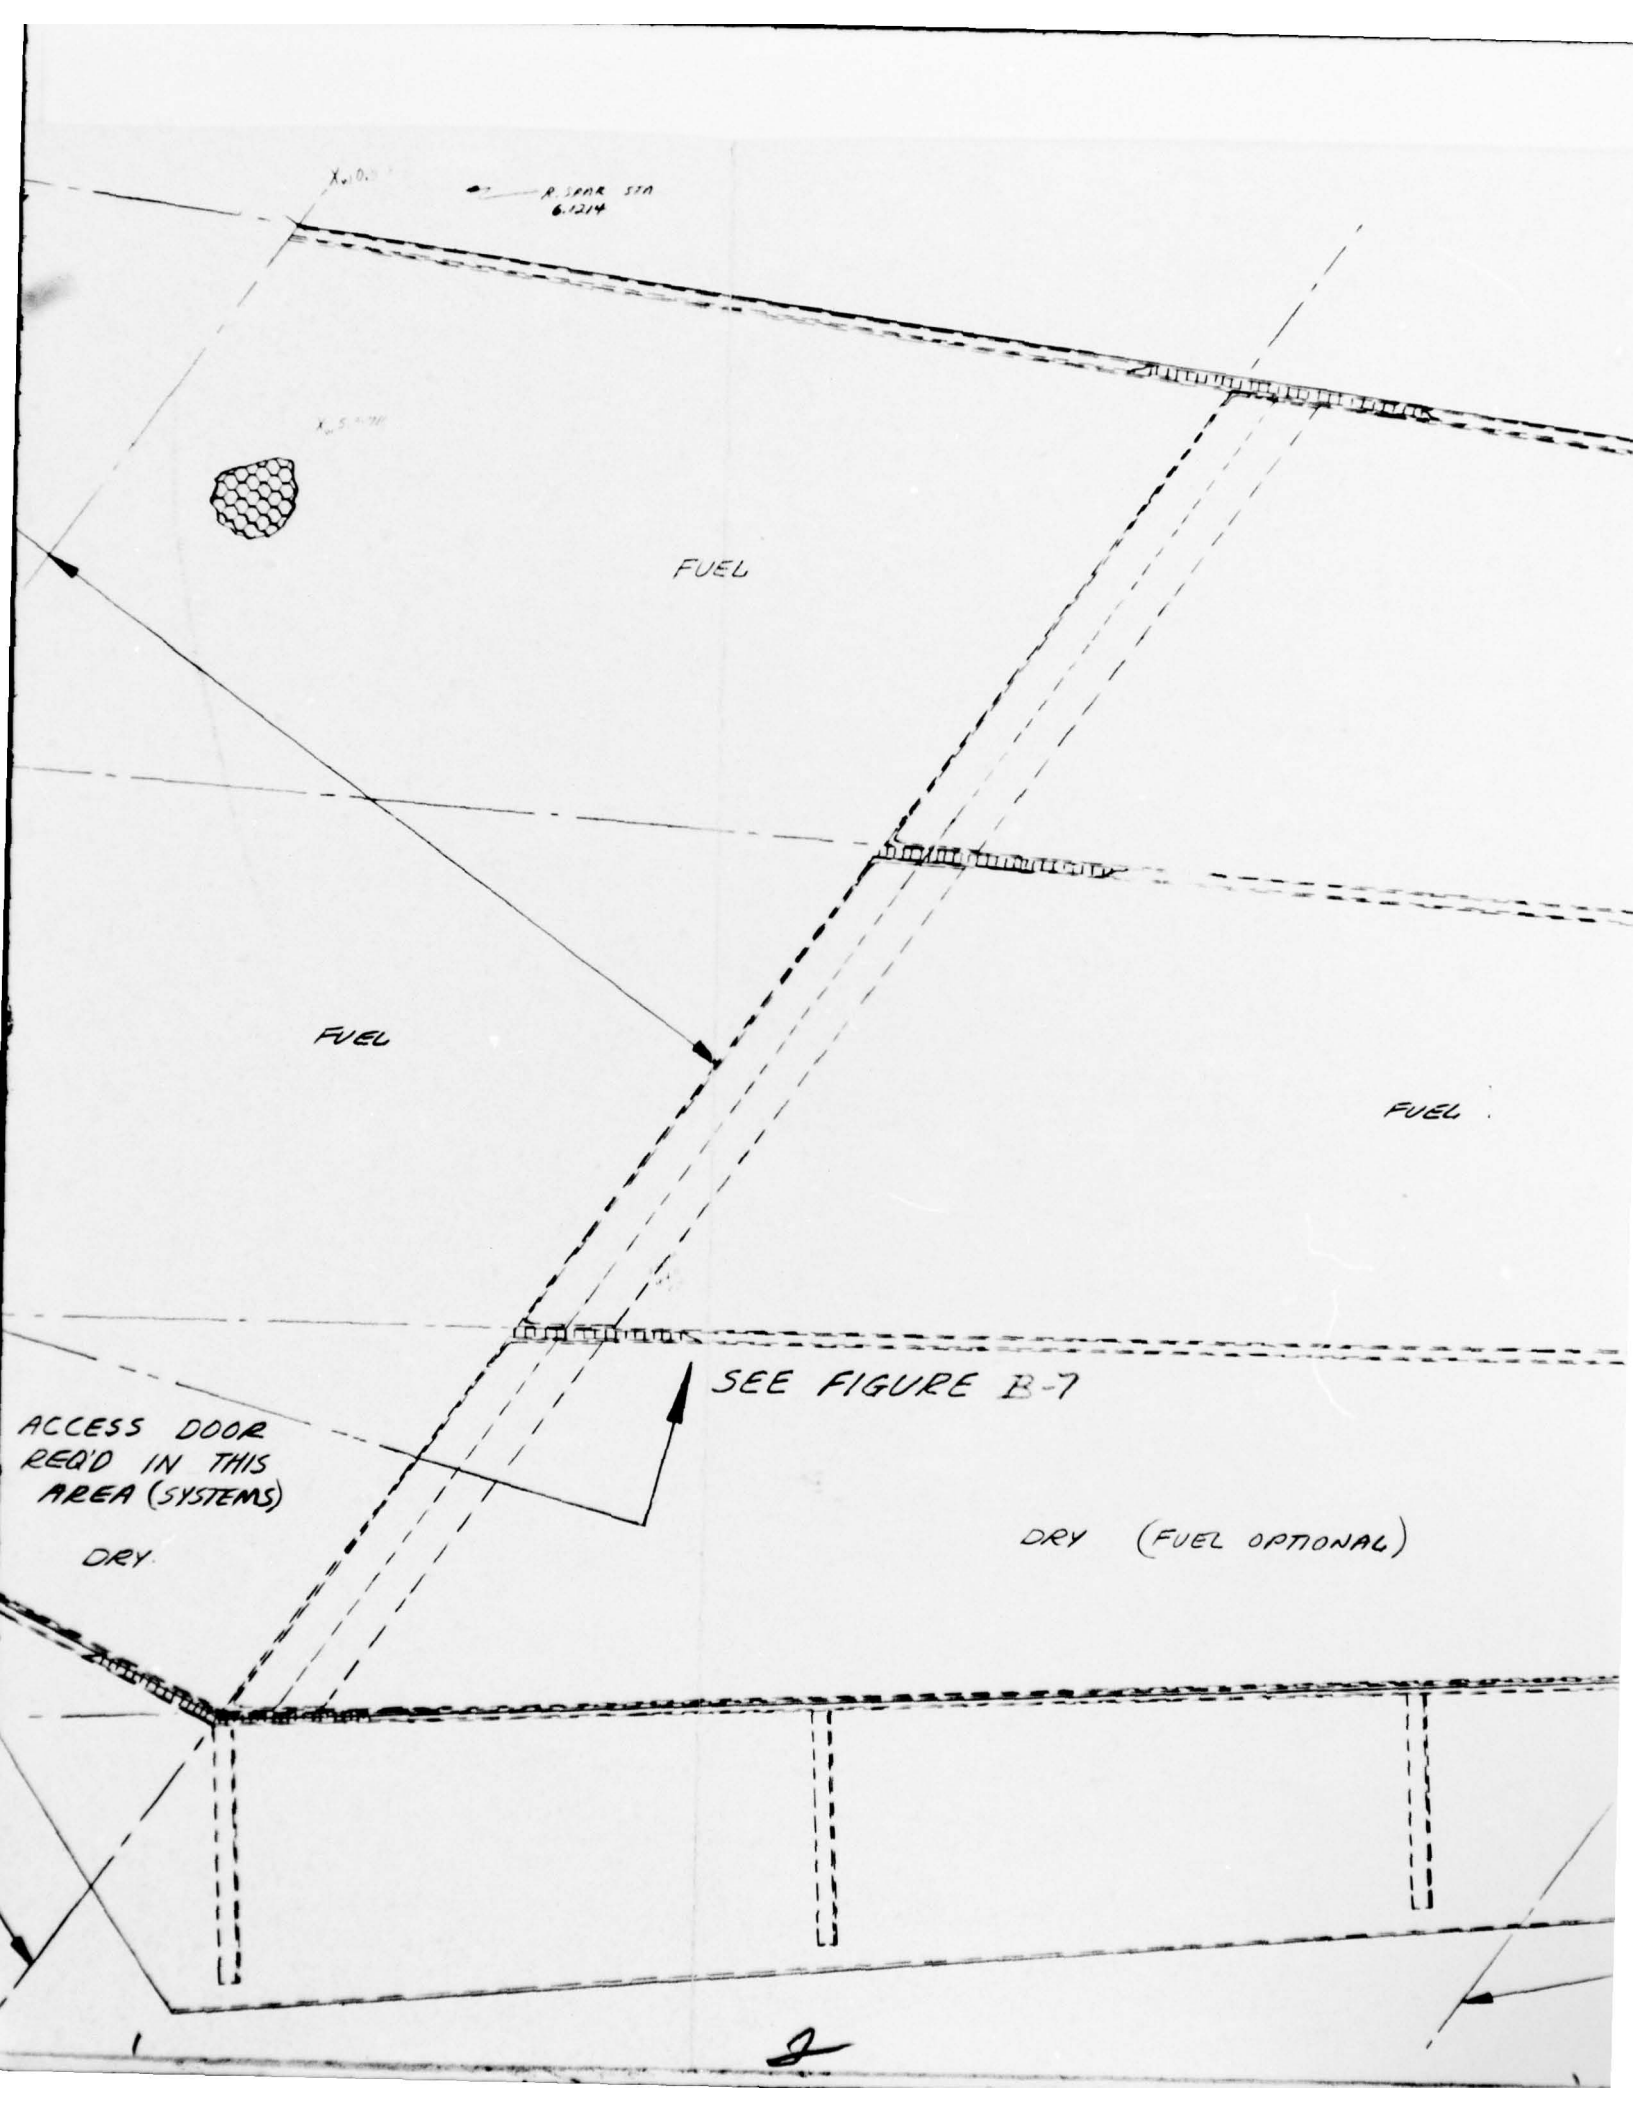 R. SPAR STA
6.1214
FUEL
FUEL
FUEL
SEE FIGURE B-7
ACCESS DOOR
REQ'D IN THIS
AREA (SYSTEMS)
DRY
DRY (FUEL OPTIONAL)
2